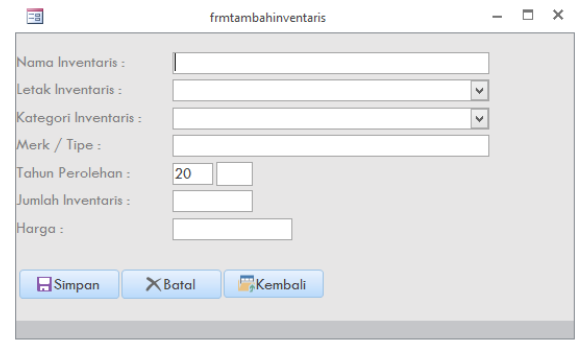 frmtambahinventaris
Nama Inventaris :
Letak Inventaris :
Kategori Inventaris :
Merk / Tipe :
Tahun Perolehan : 20
Jumlah Inventaris :
Harga :
Simpan Batal Kembali